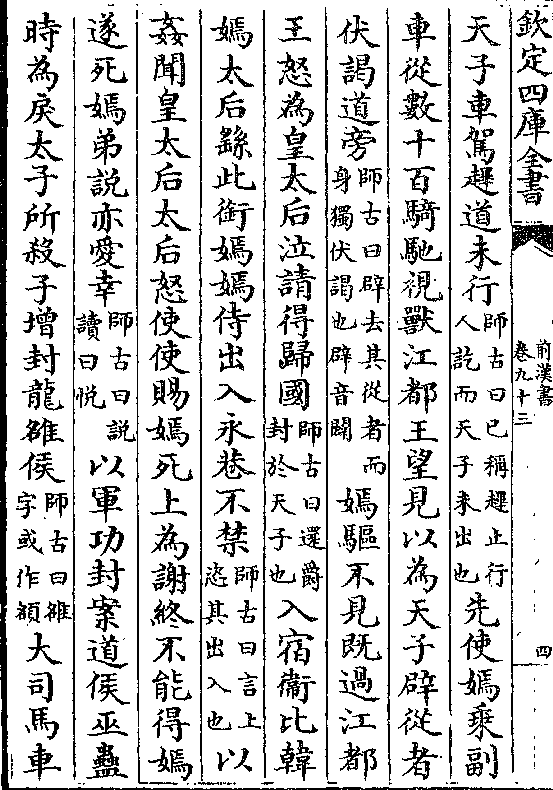 欽定四庫全書
前漢書
卷九十三
四
天子車駕䟆道未行師古曰已稱䟆止行人訖而天子未出也先使嫣乘副
車從數十百騎馳視獸江都王望見以為天子辟從者
伏謁道旁師古曰辟去其從者而身獨伏謁也辟音闢嫣驅不見既過江都
王怒為皇太后泣請得歸國師古曰還爵封於天子也入宿衞比韓
嫣太后繇此銜嫣嫣侍出入永巷不禁師古曰言上恣其出入也以
姦聞皇太后太后怒使使賜嫣死上為謝終不能得嫣
遂死嫣弟說亦愛幸師古曰說讀曰悅以軍功封案道侯巫蠱
時為戾太子所殺子增封龍雒侯師古曰雒字或作額大司馬車